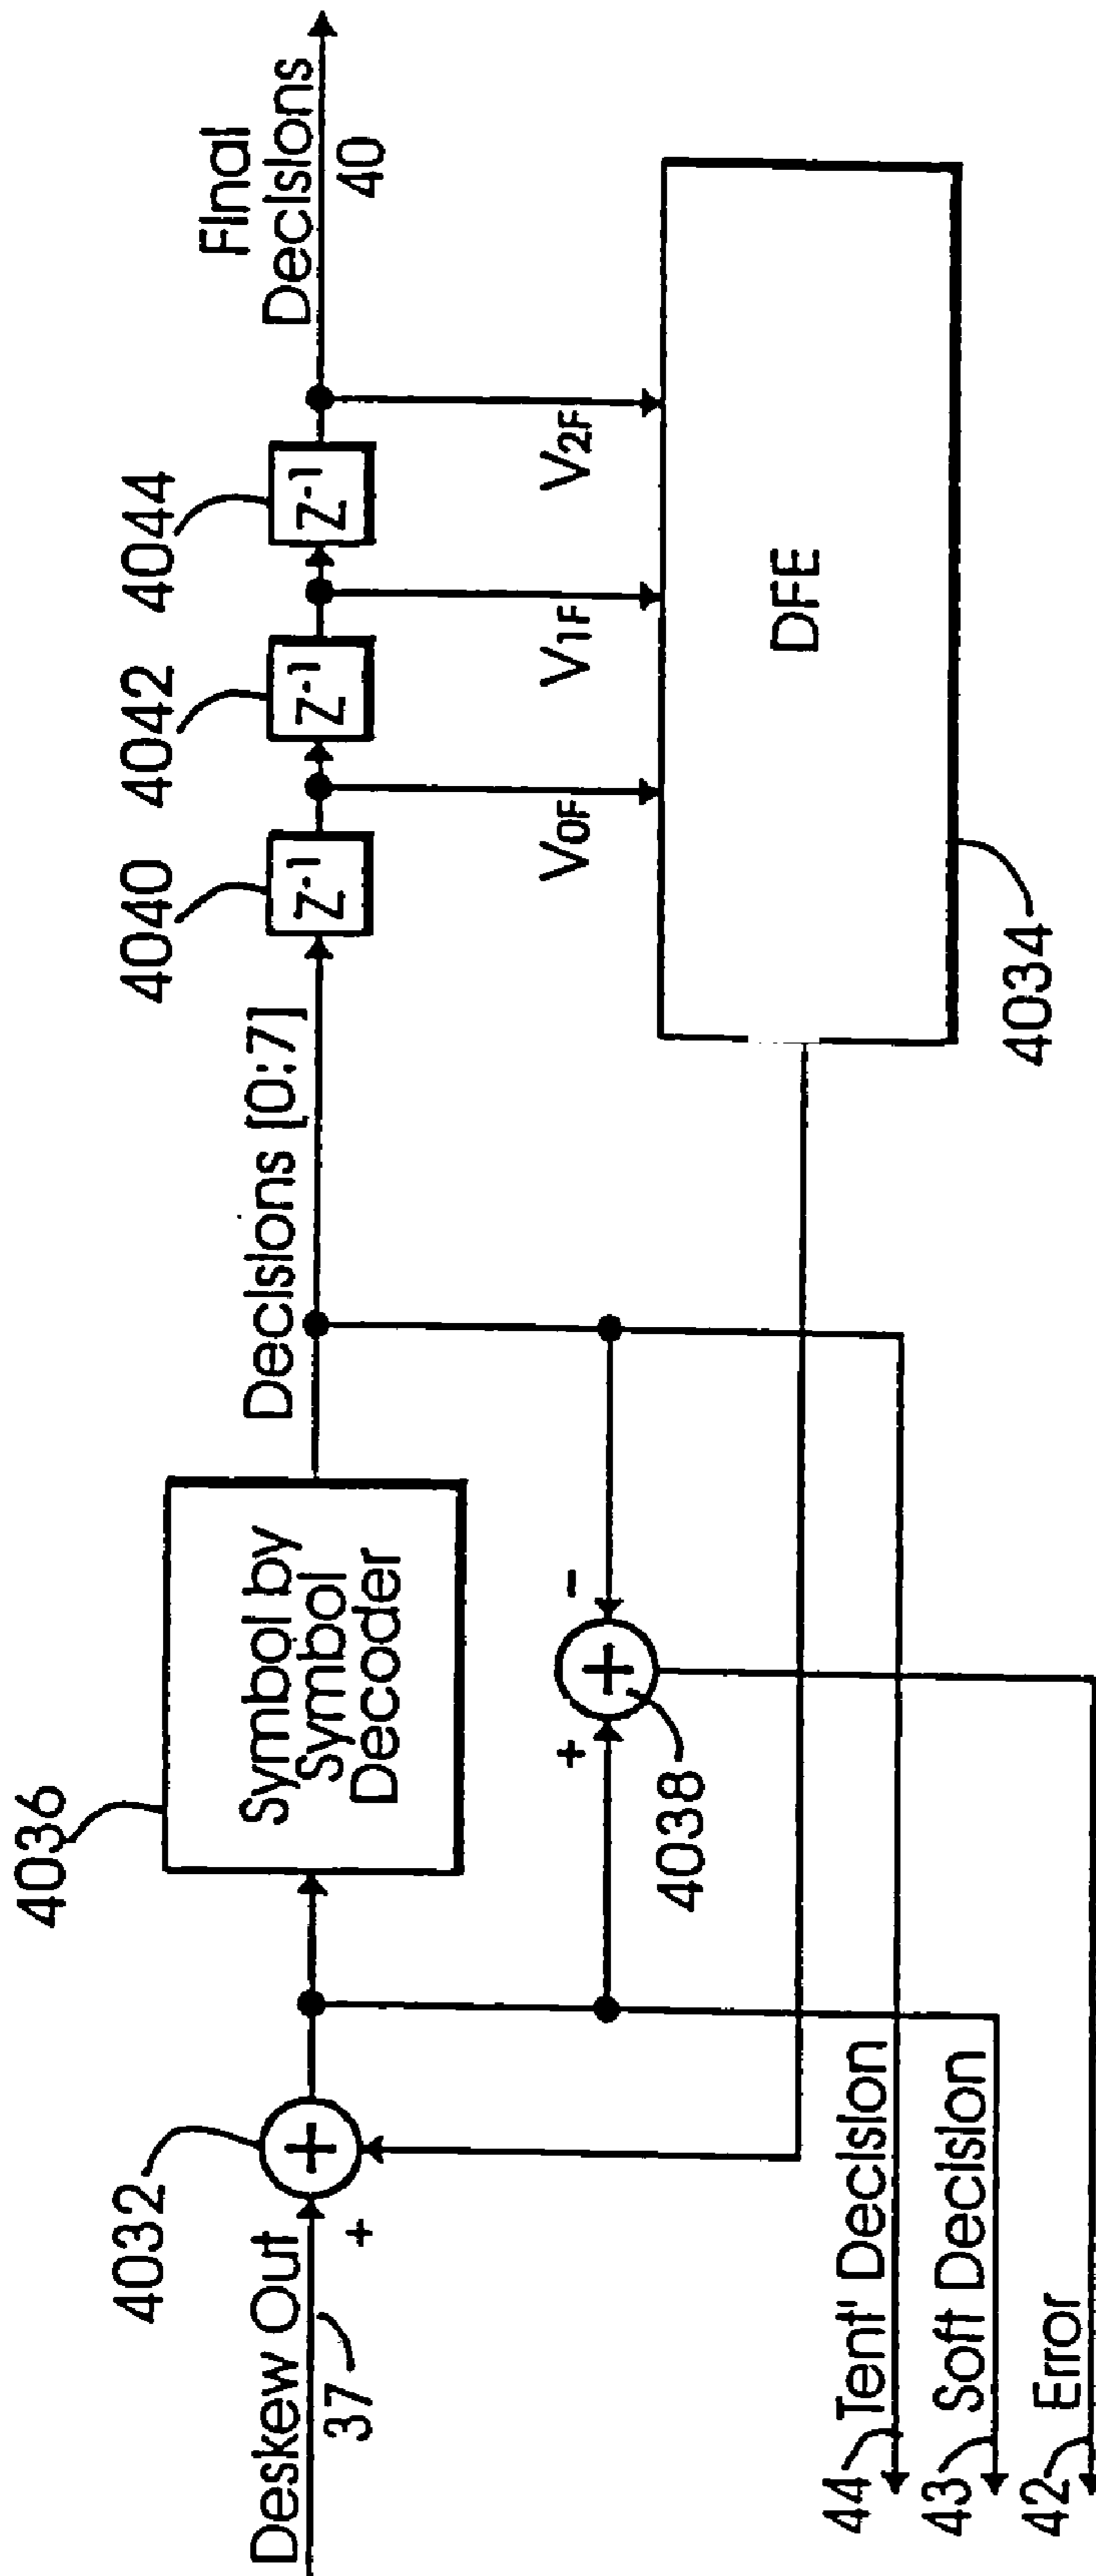 Deskew Out
37
+
4032
+
4036
Symbol by
Symbol
Decoder
Decisions [0:7]
4040
Z-1
4042
Z-1
4044
Z-1
Final
Decisions
40
V0F
V1F
V2F
DFE
4034
+
-
+
4038
44
Tent' Decision
43
Soft Decision
42
Error